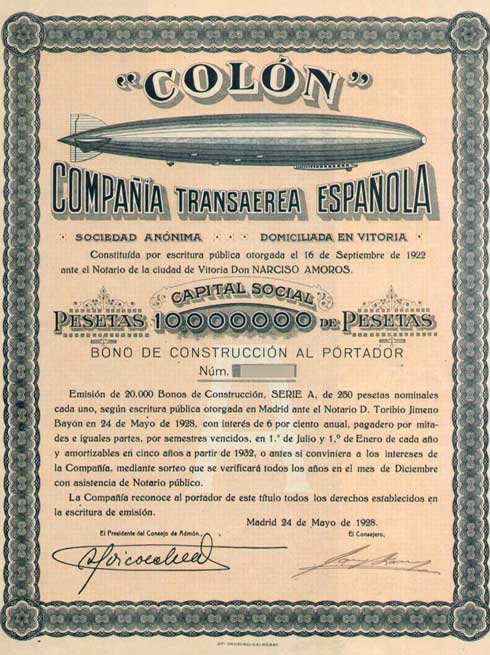 "COLÓN"
COMPAÑIA TRANSAEREA ESPAÑOLA
SOCIEDAD ANÓNIMA DOMICILIADA EN VITORIA
Constituída por escritura pública otorgada el 16 de Septiembre de 1922
ante el Notario de la ciudad de Vitoria Don NARCISO AMOROS.
CAPITAL SOCIAL
PESETAS 10.000000 DE PESETAS
BONO DE CONSTRUCCIÓN AL PORTADOR
Núm.
Emisión de 20.000 Bonos de Construcción, SERIE A, de 250 pesetas nominales
cada uno, según escritura pública otorgada en Madrid ante el Notario D. Toribio Jimeno
Bayón en 24 de Mayo de 1928, con interés de 6 por ciento anual, pagadero por mita-
des e iguales partes, por semestres vencidos, en 1.º de Julio y 1.º de Enero de cada año
y amortizables en cinco años a partir de 1932, o antes si conviniera a los intereses de
la Compañía, mediante sorteo que se verificará todos los años en el mes de Diciembre
con asistencia de Notario público.
La Compañía reconoce al portador de este título todos los derechos establecidos en
la escritura de emisión.
Madrid 24 de Mayo de 1928.
El Presidente del Consejo de Admón., El Consejero,